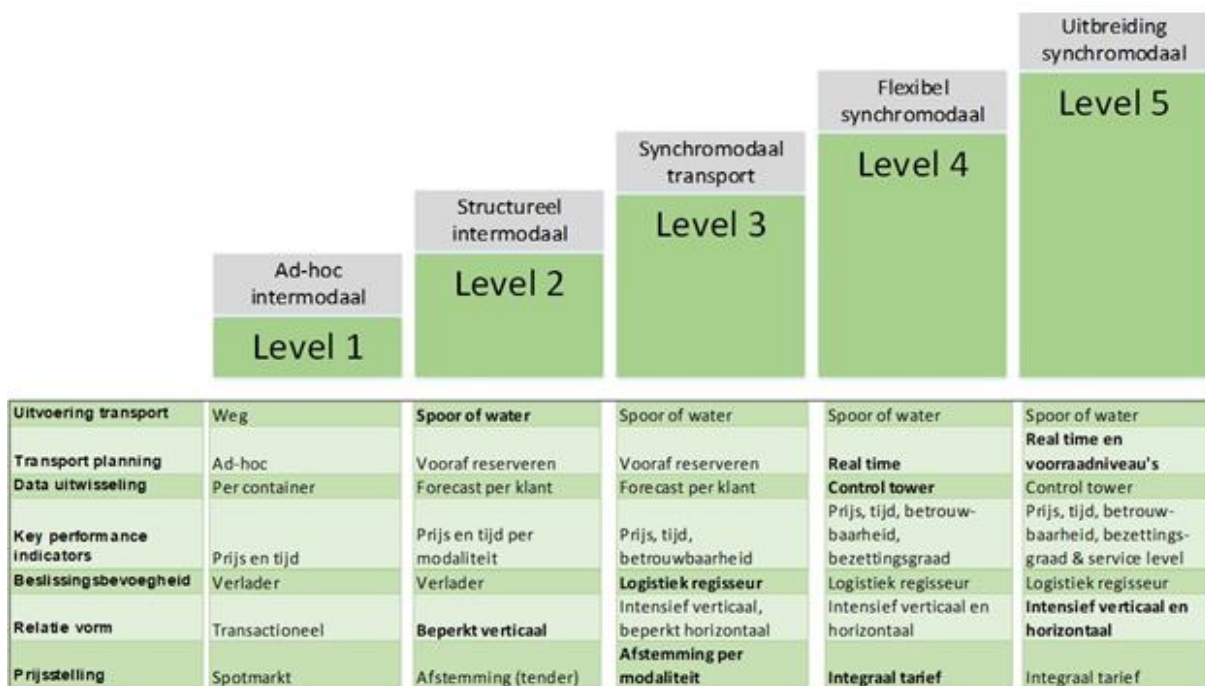 Uitbreiding
synchromodaal
Level 5
Flexibel
synchromodaal
Level 4
Synchromodaal
transport
Level 3
Structureel
intermodaal
Level 2
Ad-hoc
intermodaal
Level 1
Uitvoering transport Weg Spoor of water Spoor of water Spoor of water Spoor of water
Transport planning Ad-hoc Vooraf reserveren Vooraf reserveren Real time Real time en
voorraadniveau's
Data uitwisseling Per container Forecast per klant Forecast per klant Control tower Control tower
Key performance
indicators
Prijs en tijd
Prijs en tijd per
modaliteit
Prijs, tijd,
betrouwbaarheid
Prijs, tijd, betrouw-
baarheid,
bezettingsgraad
Prijs, tijd, betrouw-
baarheid, bezettings-
graad & service level
Beslissingsbevoegheid Verlader Verlader Logistiek regisseur Logistiek regisseur Logistiek regisseur
Relatie vorm Transactioneel Beperkt verticaal
Intensief verticaal,
beperkt horizontaal
Intensief verticaal en
horizontaal
Intensief verticaal en
horizontaal
Prijsstelling Spotmarkt Afstemming (tender)
Afstemming per
modaliteit
Integraal tarief Integraal tarief